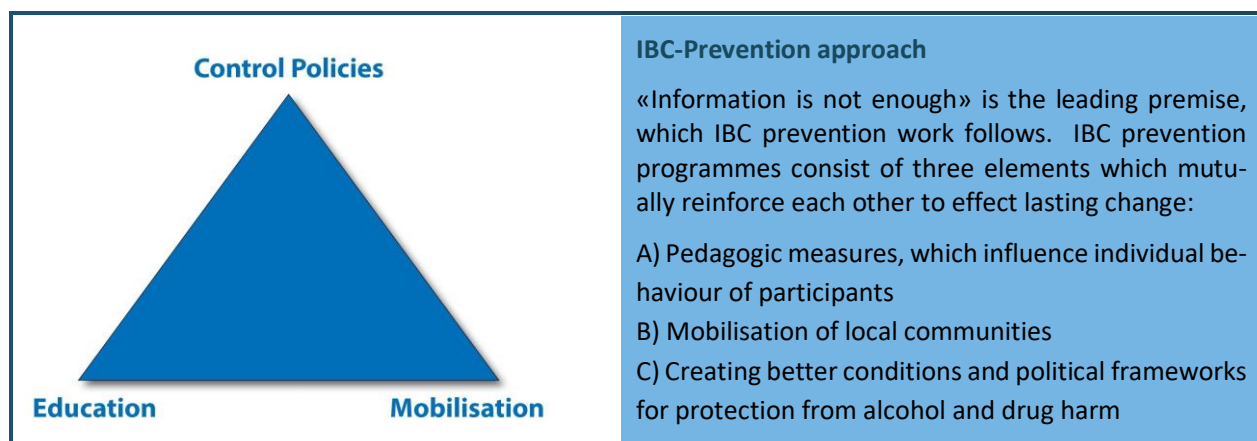 Control Policies
Education
Mobilisation
IBC-Prevention approach
«Information is not enough» is the leading premise,
which IBC prevention work follows. IBC prevention
programmes consist of three elements which mutu-
ally reinforce each other to effect lasting change:
A) Pedagogic measures, which influence individual be-
haviour of participants
B) Mobilisation of local communities
C) Creating better conditions and political frameworks
for protection from alcohol and drug harm